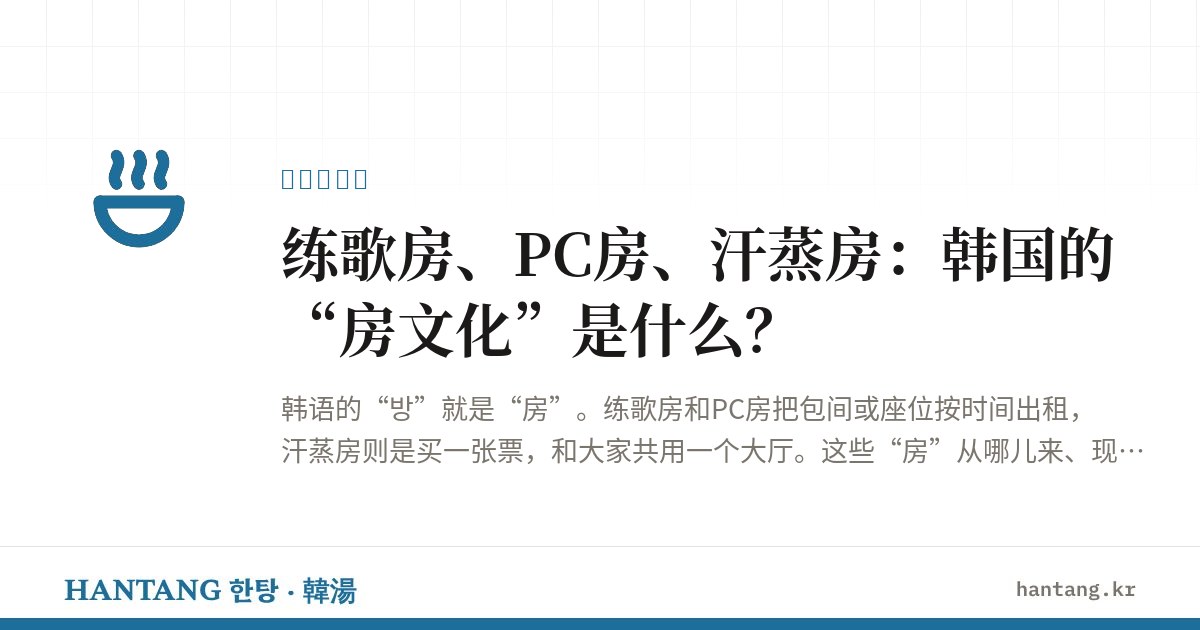 练歌房、PC房、汗蒸房：韩国的
“房文化”是什么？
韩语的“방”就是“房”。练歌房和PC房把包间或座位按时间出租，
汗蒸房则是买一张票，和大家共用一个大厅。这些“房”从哪儿来、现…
HANTANG 한탕 · 韓湯
hantang.kr